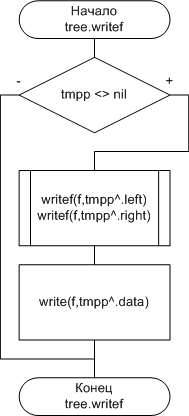 Начало
tree.writef
-
+
tmpp <> nil
writef(f,tmpp^.left)
writef(f,tmpp^.right)
write(f,tmpp^.data)
Конец
tree.writef